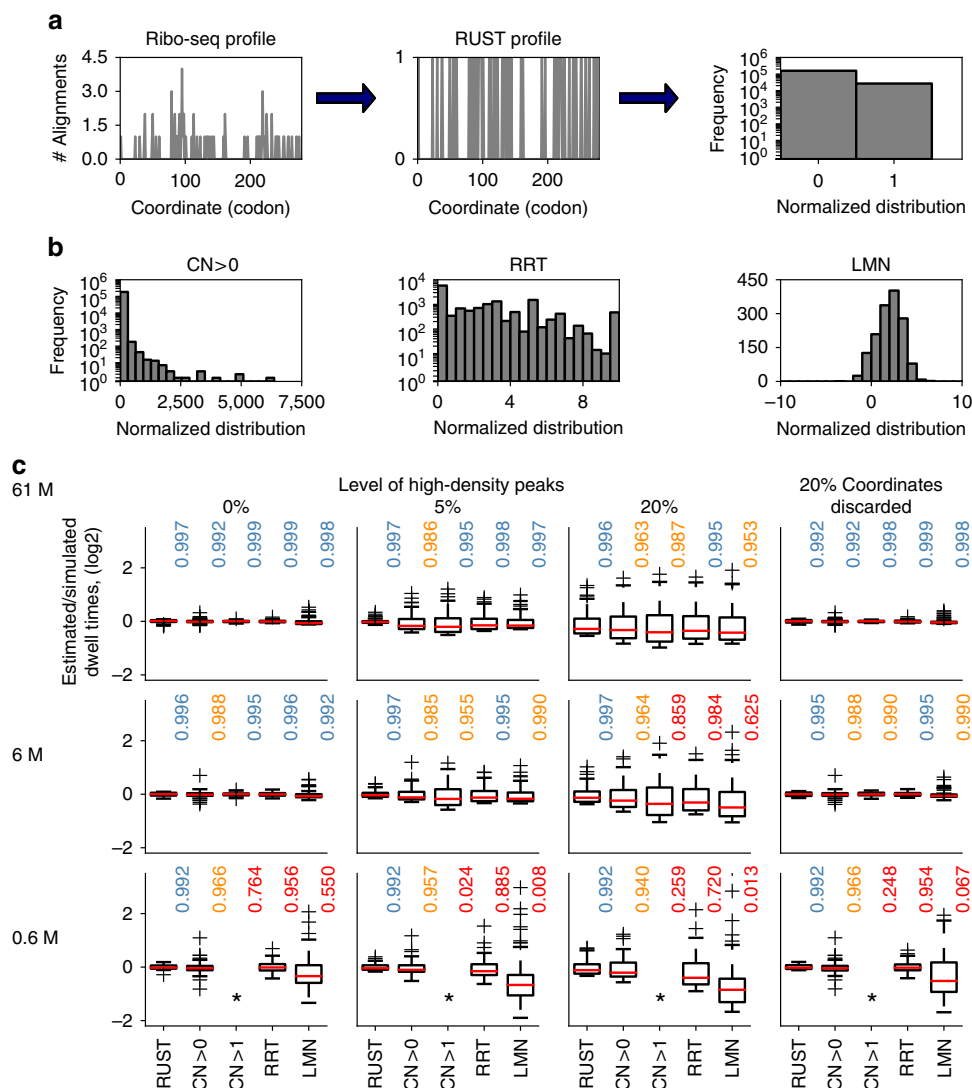 a
Ribo-seq profile
RUST profile
4.5
3.0
1.5
0.0
# Alignments
0 100 200
Coordinate (codon)
1
0
0 100 200
Coordinate (codon)
10^6
10^5
10^4
10^3
10^2
10^1
10^0
Frequency
0 1
Normalized distribution
b
CN>0
RRT
LMN
10^6
10^5
10^4
10^3
10^2
10^1
10^0
Frequency
0 2,500 5,000 7,500
Normalized distribution
10^4
10^3
10^2
10^1
10^0
0 4 8
Normalized distribution
450
300
150
0
−10 0 10
Normalized distribution
c
61 M
Level of high-density peaks
20% Coordinates
discarded
0% 5% 20%
Estimated/simulated
dwell times, (log2)
2
0
−2
0.997 0.992 0.999 0.999 0.998
0.997 0.986 0.995 0.998 0.997
0.996 0.963 0.987 0.995 0.953
0.992 0.992 0.998 0.999 0.998
6 M
2
0
−2
0.996 0.988 0.995 0.996 0.992
0.997 0.985 0.955 0.995 0.990
0.997 0.964 0.859 0.984 0.625
0.995 0.988 0.990 0.995 0.990
0.6 M
2
0
−2
0.992 0.966 0.764 0.956 0.550
0.992 0.957 0.024 0.885 0.008
0.992 0.940 0.259 0.720 0.013
0.992 0.966 0.248 0.954 0.067
* * * *
RUST CN >0 CN >1 RRT LMN
RUST CN >0 CN >1 RRT LMN
RUST CN >0 CN >1 RRT LMN
RUST CN >0 CN >1 RRT LMN